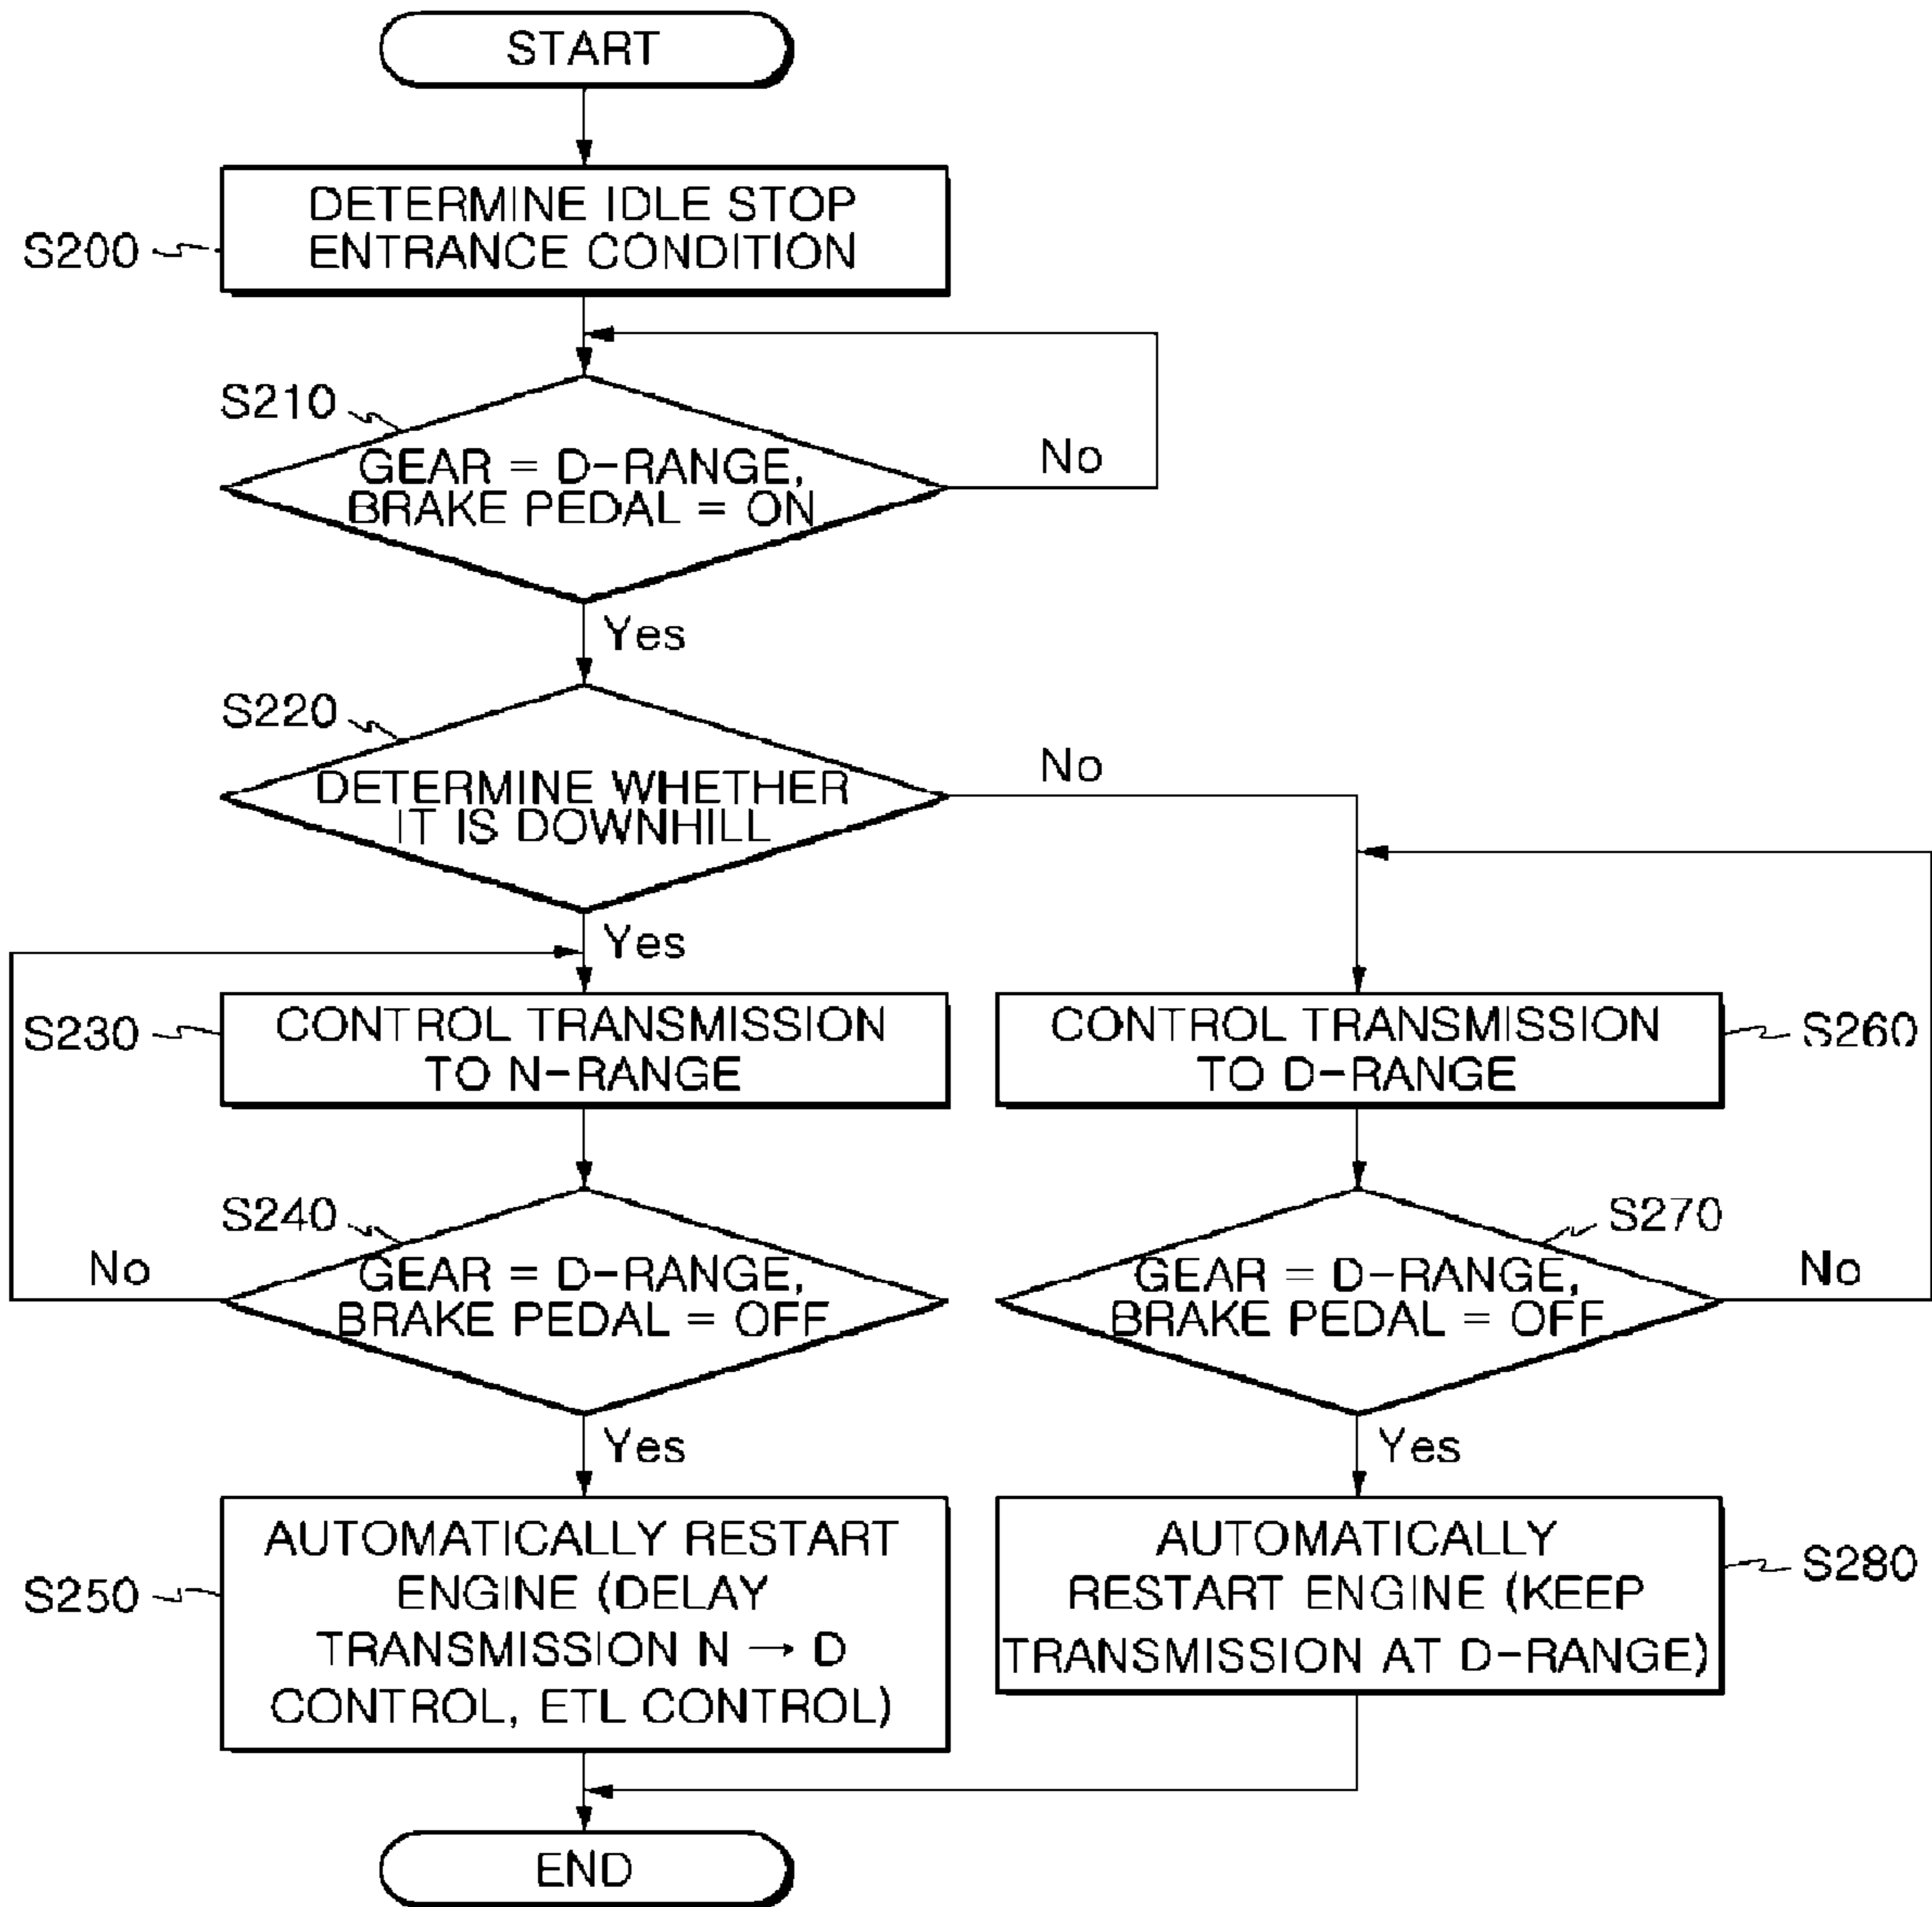 START
DETERMINE IDLE STOP
ENTRANCE CONDITION
S200
S210
GEAR = D-RANGE,
BRAKE PEDAL = ON
No
Yes
S220
DETERMINE WHETHER
IT IS DOWNHILL
No
Yes
S230
CONTROL TRANSMISSION
TO N-RANGE
CONTROL TRANSMISSION
TO D-RANGE
S260
S240
GEAR = D-RANGE,
BRAKE PEDAL = OFF
No
S270
GEAR = D-RANGE,
BRAKE PEDAL = OFF
No
Yes
Yes
S250
AUTOMATICALLY RESTART
ENGINE (DELAY
TRANSMISSION N → D
CONTROL, ETL CONTROL)
AUTOMATICALLY
RESTART ENGINE (KEEP
TRANSMISSION AT D-RANGE)
S280
END